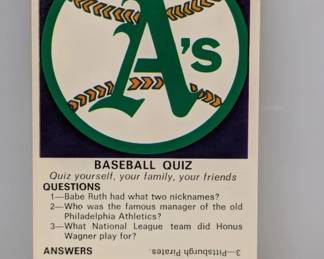 A's
BASEBALL QUIZ
Quiz yourself, your family, your friends
QUESTIONS
1—Babe Ruth had what two nicknames?
2—Who was the famous manager of the old
Philadelphia Athletics?
3—What National League team did Honus
Wagner play for?
ANSWERS
3—Pittsburgh Pirates.